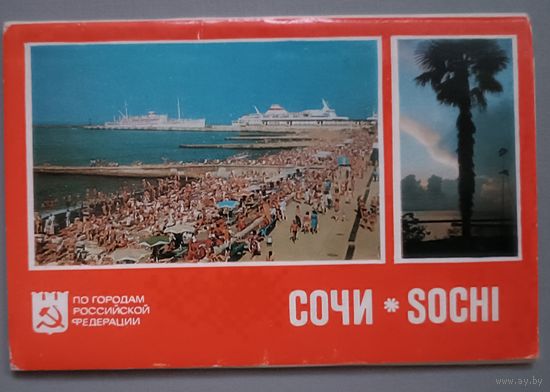 ПО ГОРОДАМ
РОССИЙСКОЙ
ФЕДЕРАЦИИ
СОЧИ * SOCHI
www.ay.by